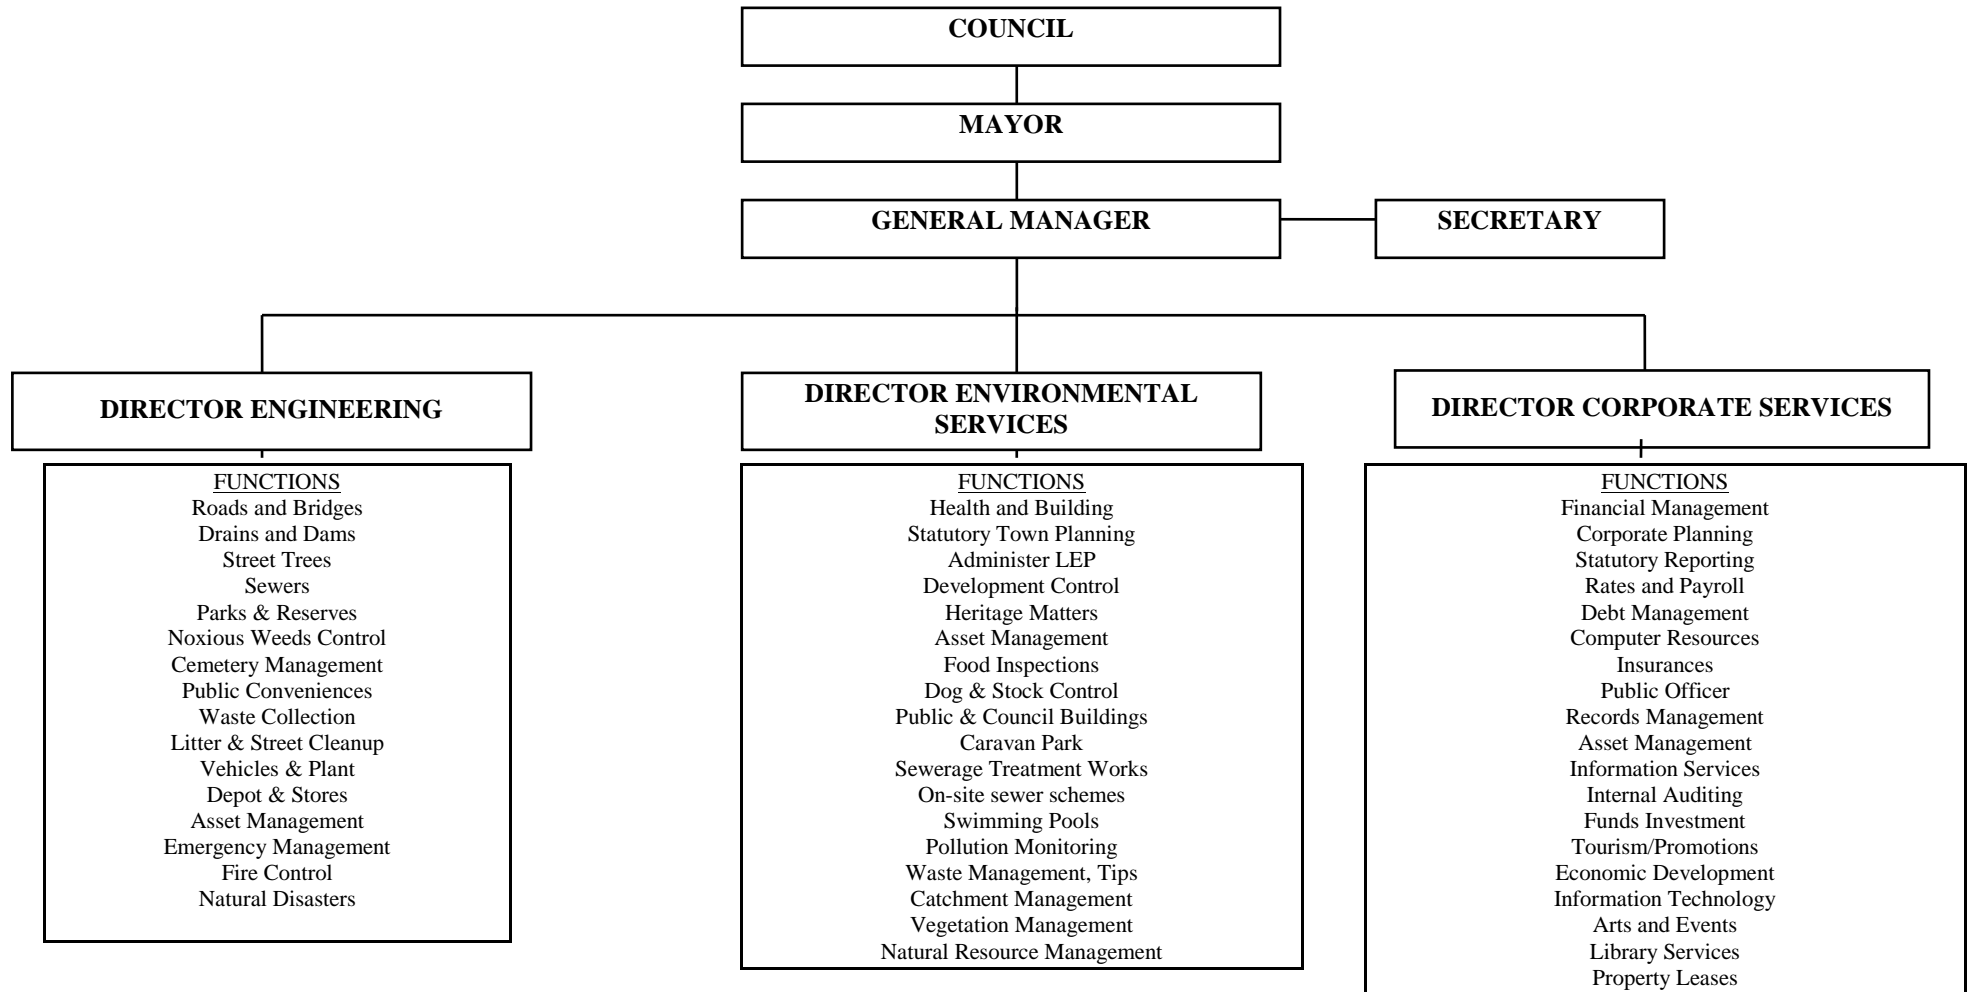 COUNCIL
MAYOR
GENERAL MANAGER
SECRETARY
DIRECTOR ENGINEERING
FUNCTIONS
Roads and Bridges
Drains and Dams
Street Trees
Sewers
Parks & Reserves
Noxious Weeds Control
Cemetery Management
Public Conveniences
Waste Collection
Litter & Street Cleanup
Vehicles & Plant
Depot & Stores
Asset Management
Emergency Management
Fire Control
Natural Disasters
DIRECTOR ENVIRONMENTAL
SERVICES
FUNCTIONS
Health and Building
Statutory Town Planning
Administer LEP
Development Control
Heritage Matters
Asset Management
Food Inspections
Dog & Stock Control
Public & Council Buildings
Caravan Park
Sewerage Treatment Works
On-site sewer schemes
Swimming Pools
Pollution Monitoring
Waste Management, Tips
Catchment Management
Vegetation Management
Natural Resource Management
DIRECTOR CORPORATE SERVICES
FUNCTIONS
Financial Management
Corporate Planning
Statutory Reporting
Rates and Payroll
Debt Management
Computer Resources
Insurances
Public Officer
Records Management
Asset Management
Information Services
Internal Auditing
Funds Investment
Tourism/Promotions
Economic Development
Information Technology
Arts and Events
Library Services
Property Leases